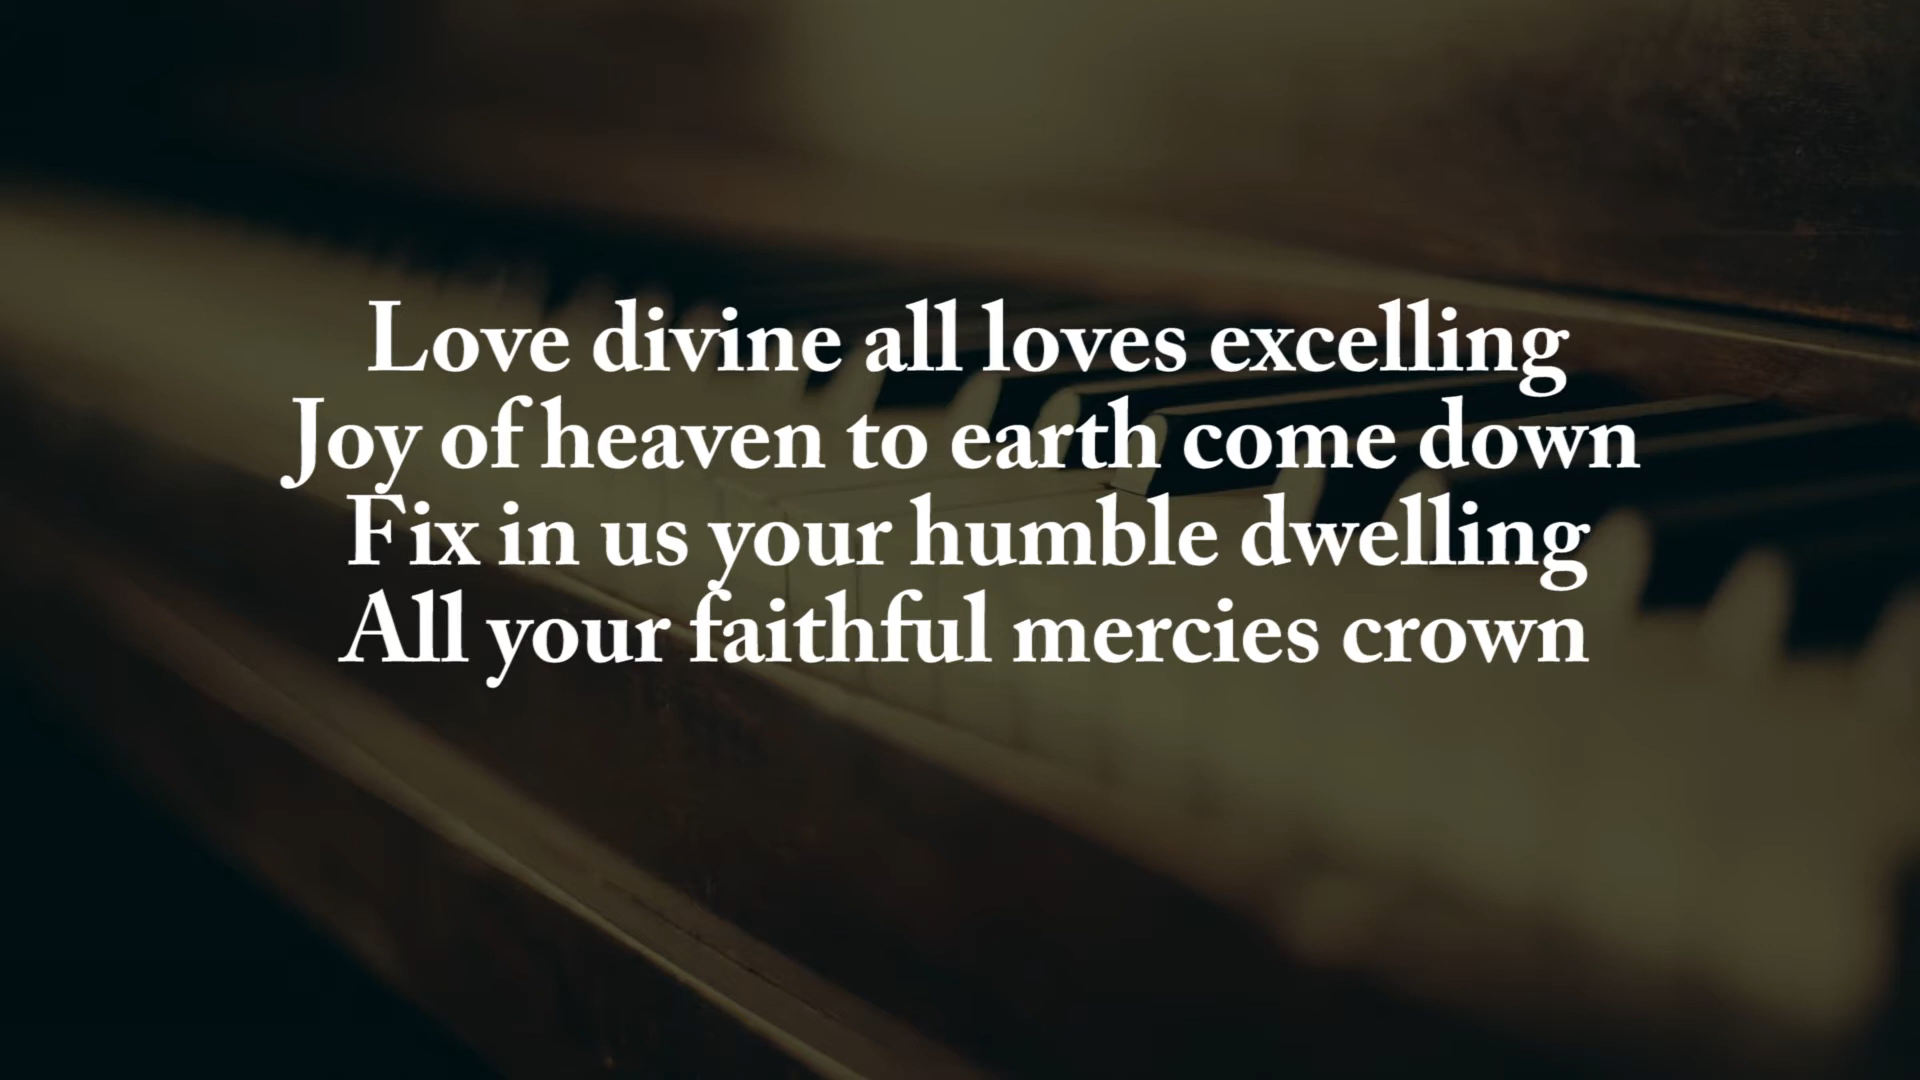 Love divine all loves excelling
Joy of heaven to earth come down
Fix in us your humble dwelling
All your faithful mercies crown